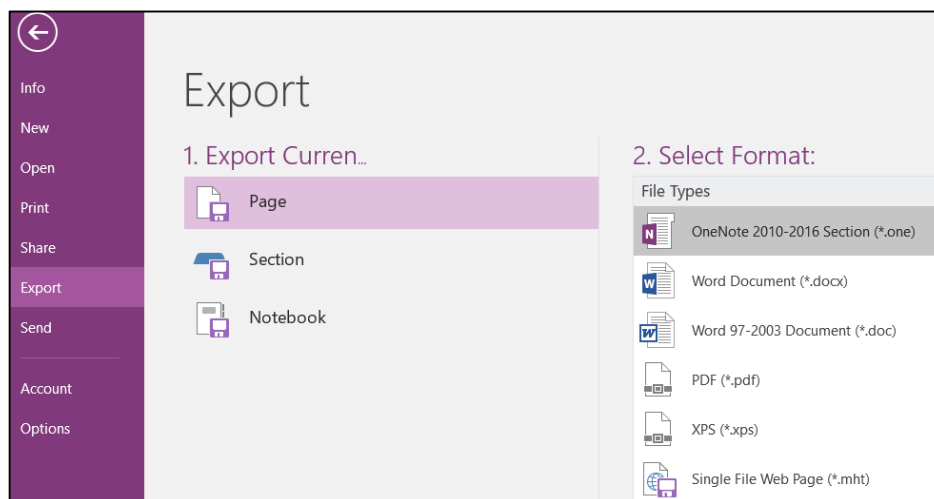 Info
New
Open
Print
Share
Export
Send
Account
Options
Export
1. Export Curren...
Page
Section
Notebook
2. Select Format:
File Types
OneNote 2010-2016 Section (*.one)
Word Document (*.docx)
Word 97-2003 Document (*.doc)
PDF (*.pdf)
XPS (*.xps)
Single File Web Page (*.mht)